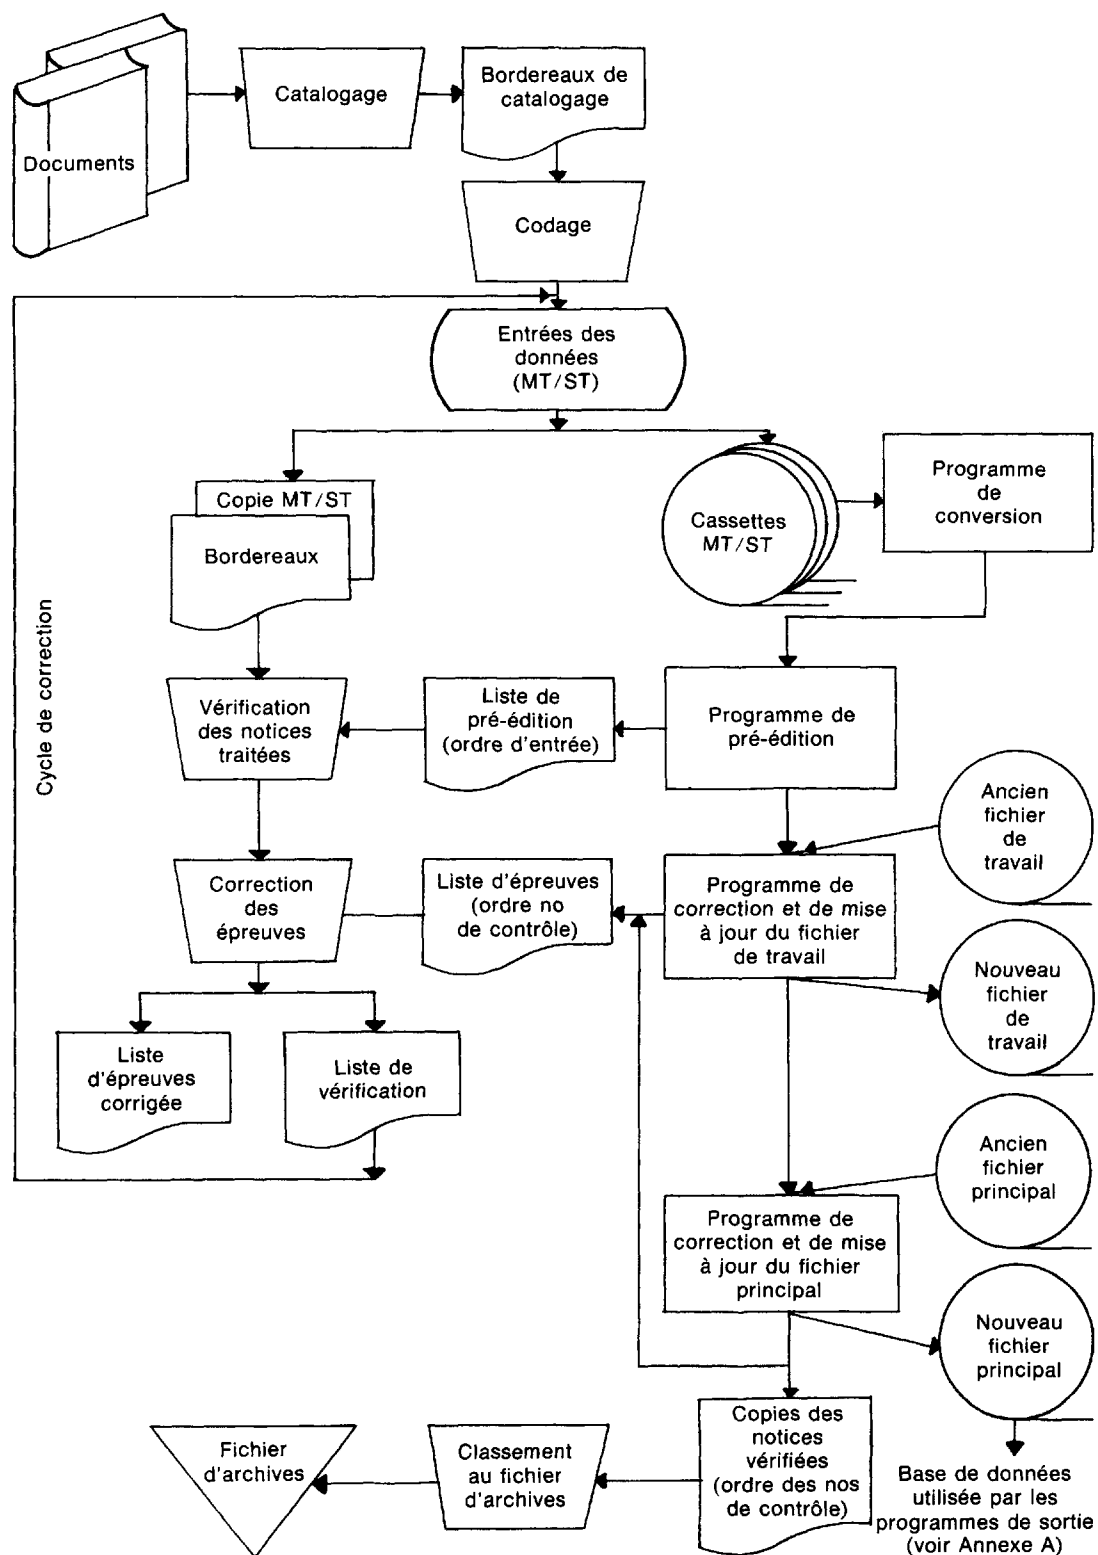 Documents
Catalogage
Bordereaux de
catalogage
Codage
Entrées des
données
(MT/ST)
Copie MT/ST
Bordereaux
Cassettes
MT/ST
Programme
de
conversion
Cycle de correction
Vérification
des notices
traitées
Liste de
pré-édition
(ordre d'entrée)
Programme de
pré-édition
Ancien
fichier
de
travail
Correction
des
épreuves
Liste d'épreuves
(ordre no
de contrôle)
Programme de
correction et de mise
à jour du fichier
de travail
Nouveau
fichier
de
travail
Liste
d'épreuves
corrigée
Liste de
vérification
Ancien
fichier
principal
Programme de
correction et de mise
à jour du fichier
principal
Nouveau
fichier
principal
Fichier
d'archives
Classement
au fichier
d'archives
Copies des
notices
vérifiées
(ordre des nos
de contrôle)
Base de données
utilisée par les
programmes de sortie
(voir Annexe A)